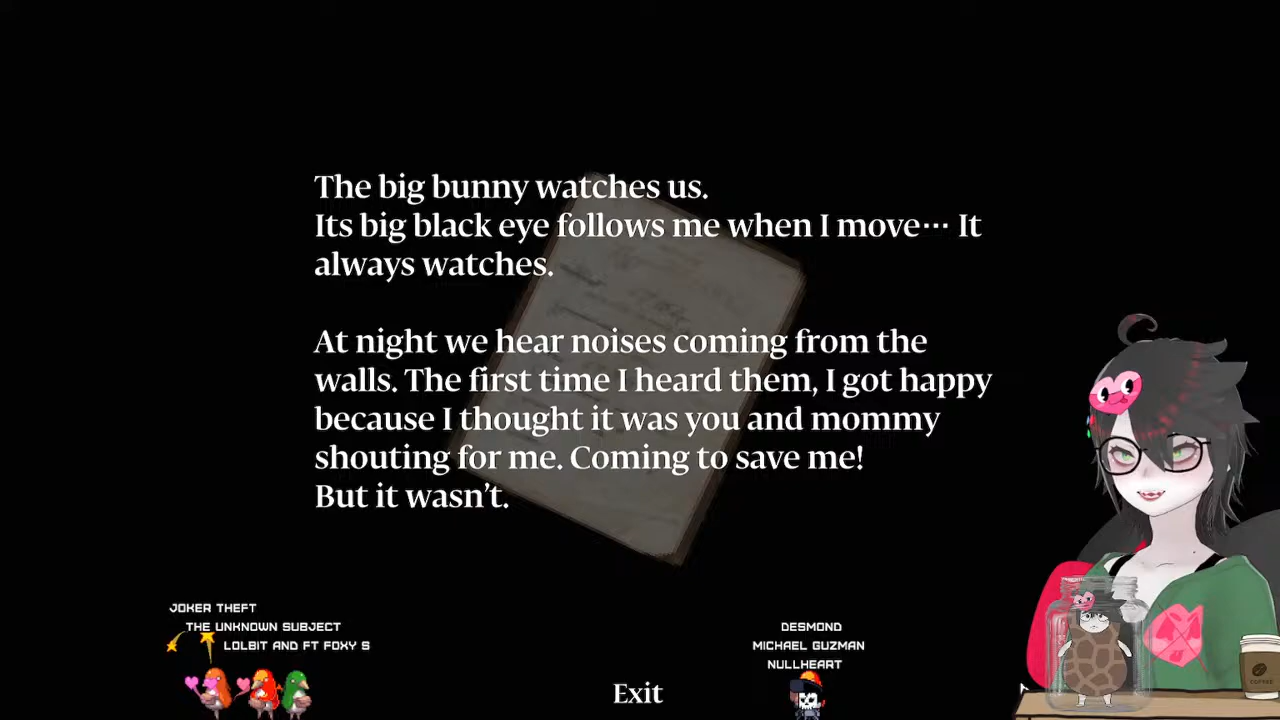 The big bunny watches us.
Its big black eye follows me when I move··· It
always watches.
At night we hear noises coming from the
walls. The first time I heard them, I got happy
because I thought it was you and mommy
shouting for me. Coming to save me!
But it wasn’t.
JOKER THEFT
THE UNKNOWN SUBJECT
LOLBIT AND FT FOXY S
DESMOND
MICHAEL GUZMAN
NULLHEART
Exit
COFFEE